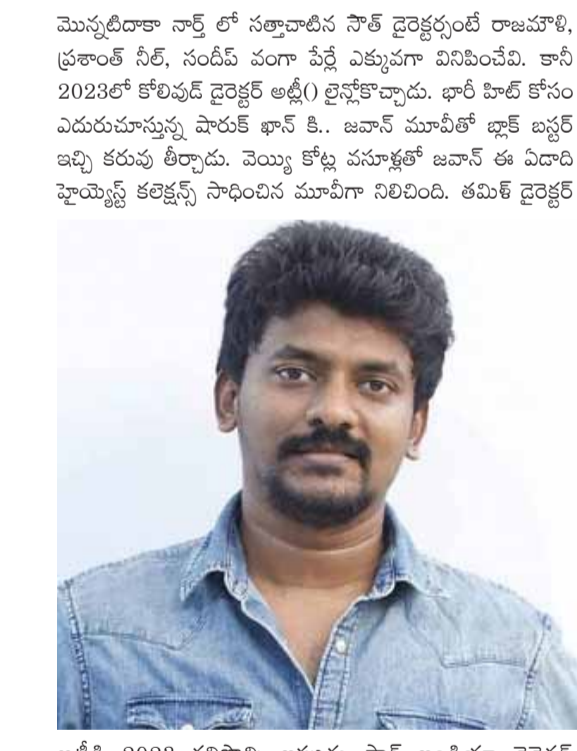 మొన్నటిదాకా నార్త్ లో సత్తాచాటిన సౌత్ డైరెక్టర్సంటే రాజమౌళి,
ప్రశాంత్ నీల్, సందీప్ వంగా పేర్లే ఎక్కువగా వినిపించేవి. కానీ
2023లో కోలివుడ్ డైరెక్టర్ అట్లీ() లైన్లోకొచ్చాడు. భారీ హిట్ కోసం
ఎదురుచూస్తున్న షారుక్ ఖాన్ కి.. జవాన్ మూవీతో బ్లాక్ బస్టర్
ఇచ్చి కరువు తీర్చాడు. వెయ్యి కోట్ల వసూళ్లతో జవాన్ ఈ ఏడాది
హైయ్యెస్ట్ కలెక్షన్స్ సాధించిన మూవీగా నిలిచింది. తమిళ్ డైరెక్టర్